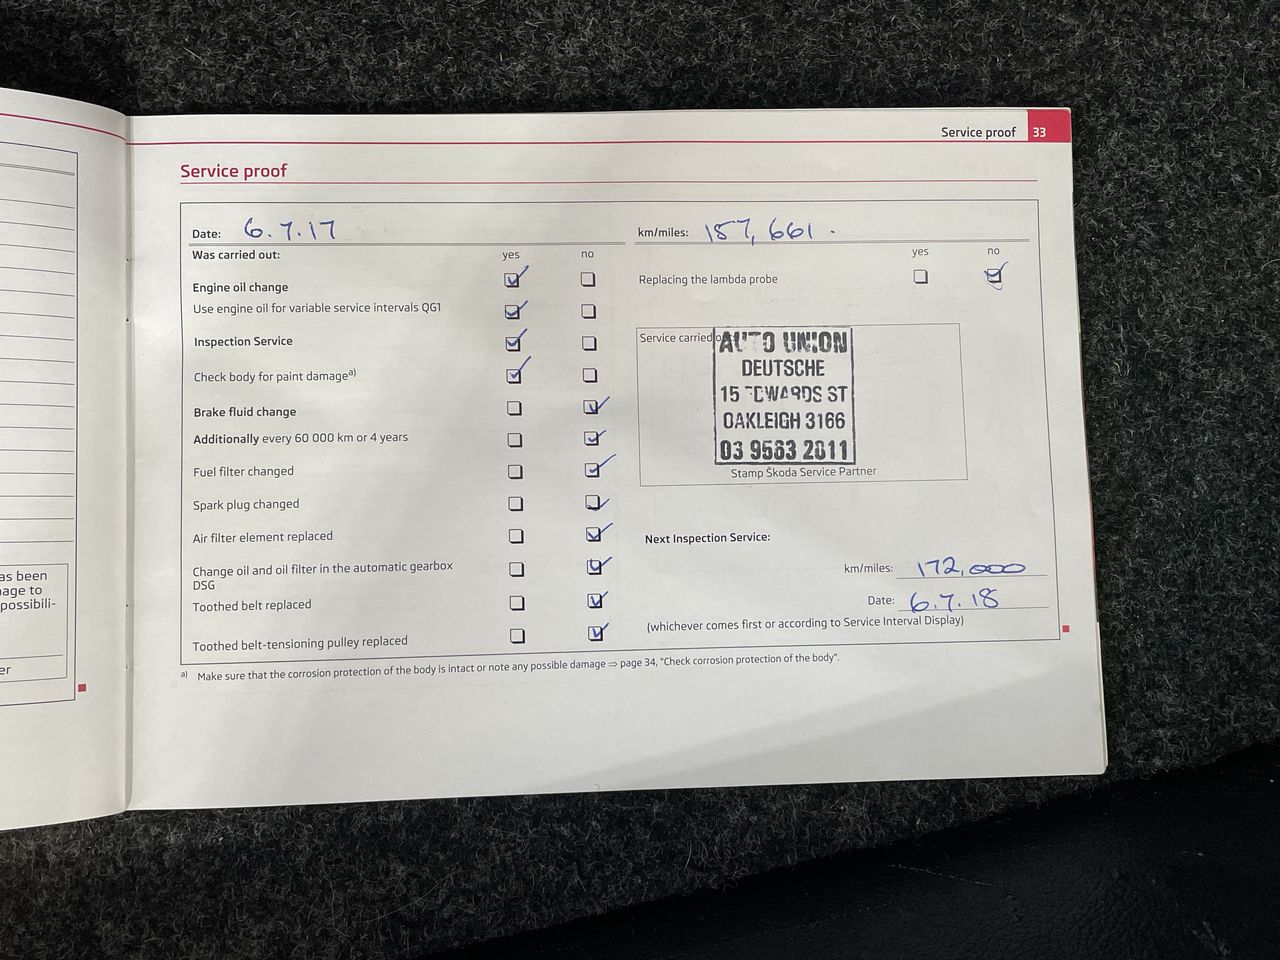 Service proof 33
Service proof
Date: 6.7.17
km/miles: 157,661.
Was carried out: yes no
yes no
Engine oil change
Replacing the lambda probe
Use engine oil for variable service intervals QG1
Inspection Service
Check body for paint damage a)
Brake fluid change
Additionally every 60 000 km or 4 years
Fuel filter changed
Spark plug changed
Air filter element replaced
Change oil and oil filter in the automatic gearbox
DSG
Toothed belt replaced
Toothed belt-tensioning pulley replaced
Service carried
AUTO UNION
DEUTSCHE
15 EDWARDS ST
OAKLEIGH 3166
03 9563 2811
Stamp Škoda Service Partner
Next Inspection Service:
km/miles: 172,000
Date: 6.7.18
(whichever comes first or according to Service Interval Display)
a) Make sure that the corrosion protection of the body is intact or note any possible damage ⇒ page 34, "Check corrosion protection of the body".
as been
age to
possibili-
er